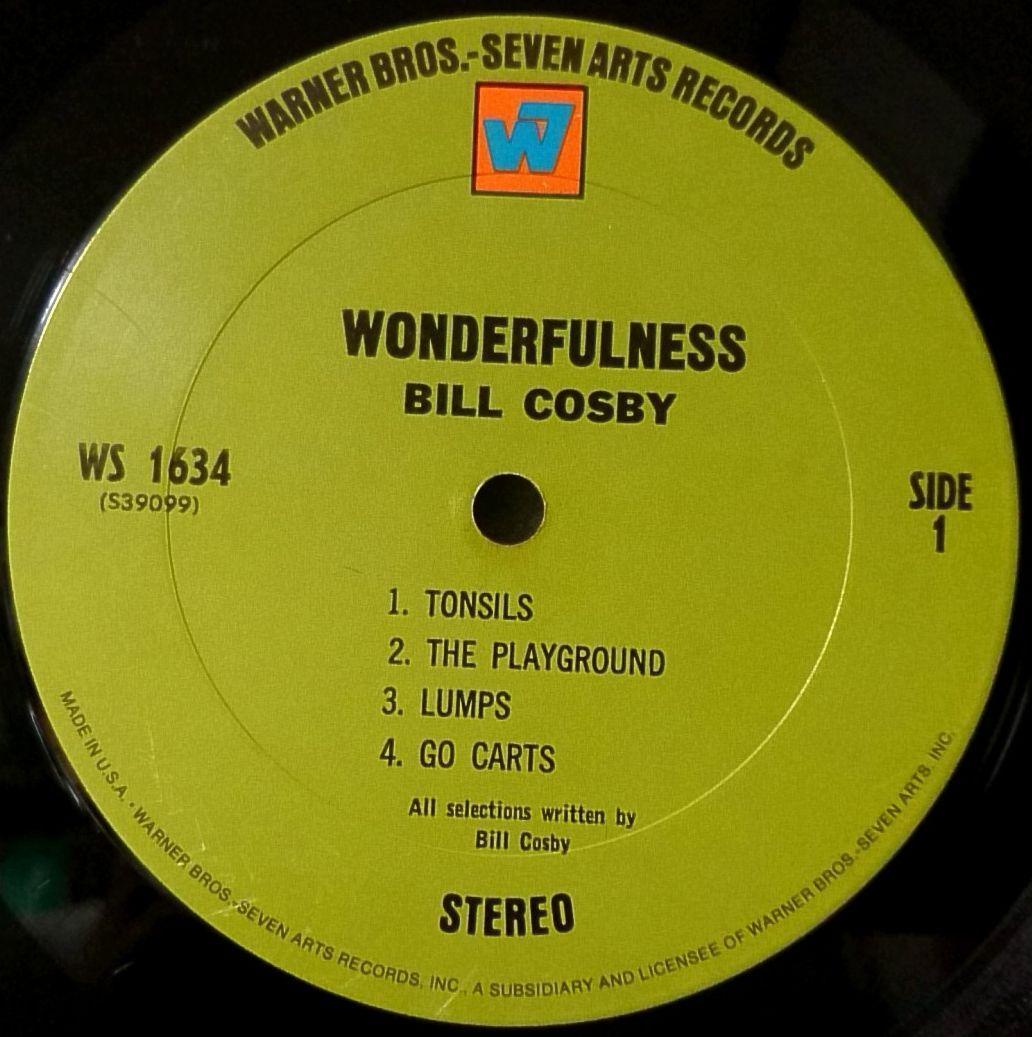 WARNER BROS.-SEVEN ARTS RECORDS
W7
WONDERFULNESS
BILL COSBY
WS 1634
(S39099)
SIDE
1
1. TONSILS
2. THE PLAYGROUND
3. LUMPS
4. GO CARTS
All selections written by
Bill Cosby
STEREO
MADE IN U.S.A. • WARNER BROS.-SEVEN ARTS RECORDS, INC., A SUBSIDIARY AND LICENSEE OF WARNER BROS.-SEVEN ARTS, INC.